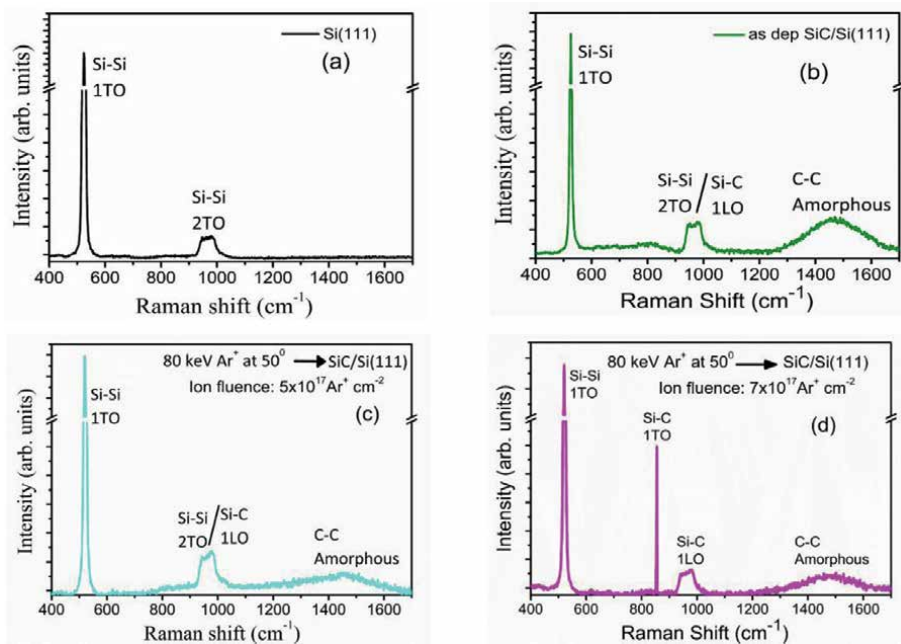 Si(111)
(a)
Si-Si
1TO
Si-Si
2TO
Intensity (arb. units)
400 600 800 1000 1200 1400 1600
Raman shift (cm⁻¹)
as dep SiC/Si(111)
(b)
Si-Si
1TO
Si-Si / Si-C
2TO 1LO
C-C
Amorphous
Intensity (arb. units)
400 600 800 1000 1200 1400 1600
Raman Shift (cm⁻¹)
80 keV Ar⁺ at 50⁰ → SiC/Si(111)
Ion fluence: 5x10¹⁷Ar⁺ cm⁻²
(c)
Si-Si
1TO
Si-Si / Si-C
2TO 1LO
C-C
Amorphous
Intensity (arb. units)
400 600 800 1000 1200 1400 1600
Raman shift (cm⁻¹)
80 keV Ar⁺ at 50⁰ → SiC/Si(111)
Ion fluence: 7x10¹⁷Ar⁺ cm⁻²
(d)
Si-Si
1TO
Si-C
1TO
Si-C
1LO
C-C
Amorphous
Intensity (arb. units)
400 600 800 1000 1200 1400 1600
Raman Shift (cm⁻¹)